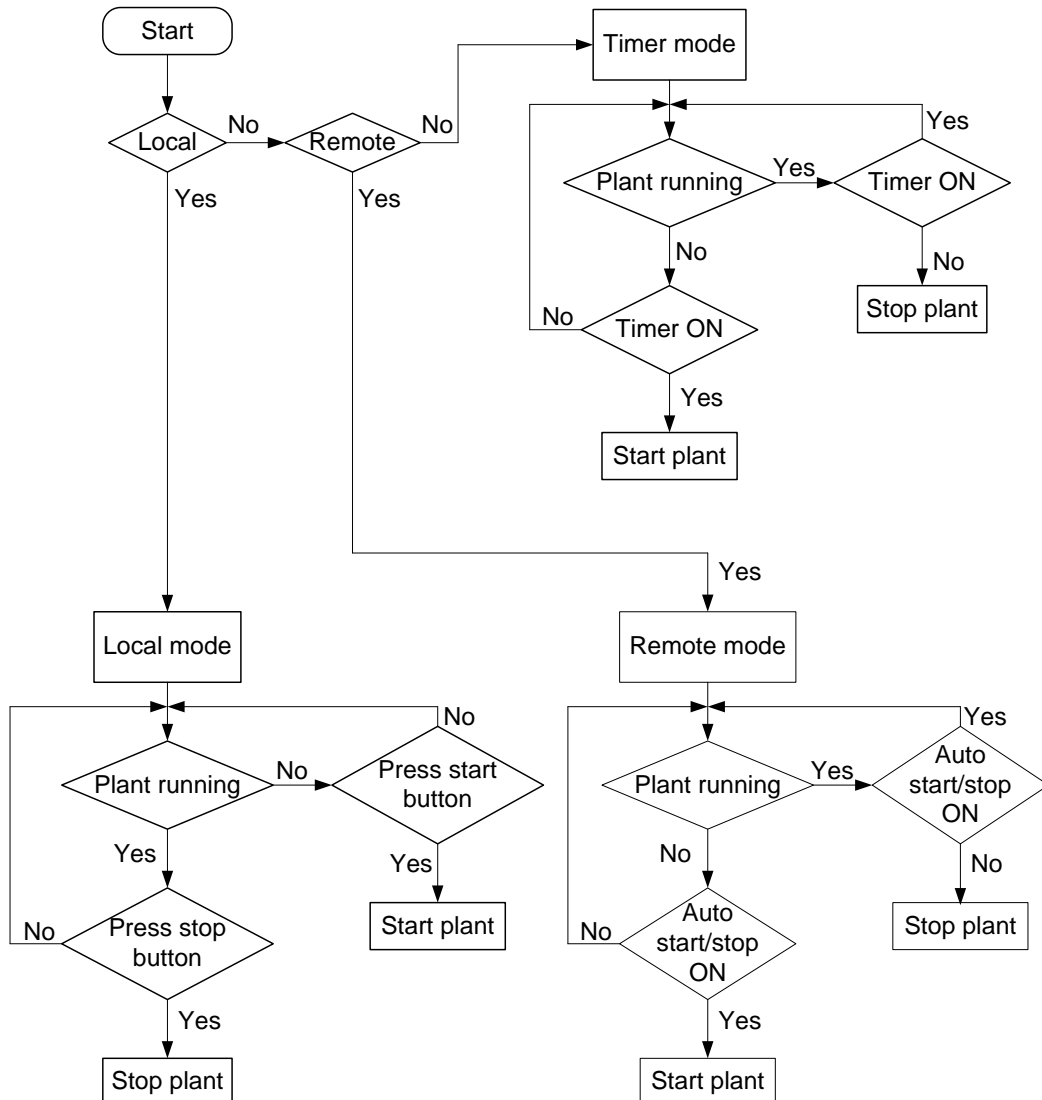 Start
Timer mode
Local
No
Remote
No
Yes
Yes
Yes
Plant running
Yes
Timer ON
No
No
Stop plant
No
Timer ON
Yes
Start plant
Yes
Local mode
Remote mode
No
Yes
Plant running
No
Press start
button
Plant running
Yes
Auto
start/stop
ON
Yes
Yes
No
No
No
Press stop
button
Start plant
No
Auto
start/stop
ON
Stop plant
Yes
Yes
Stop plant
Start plant